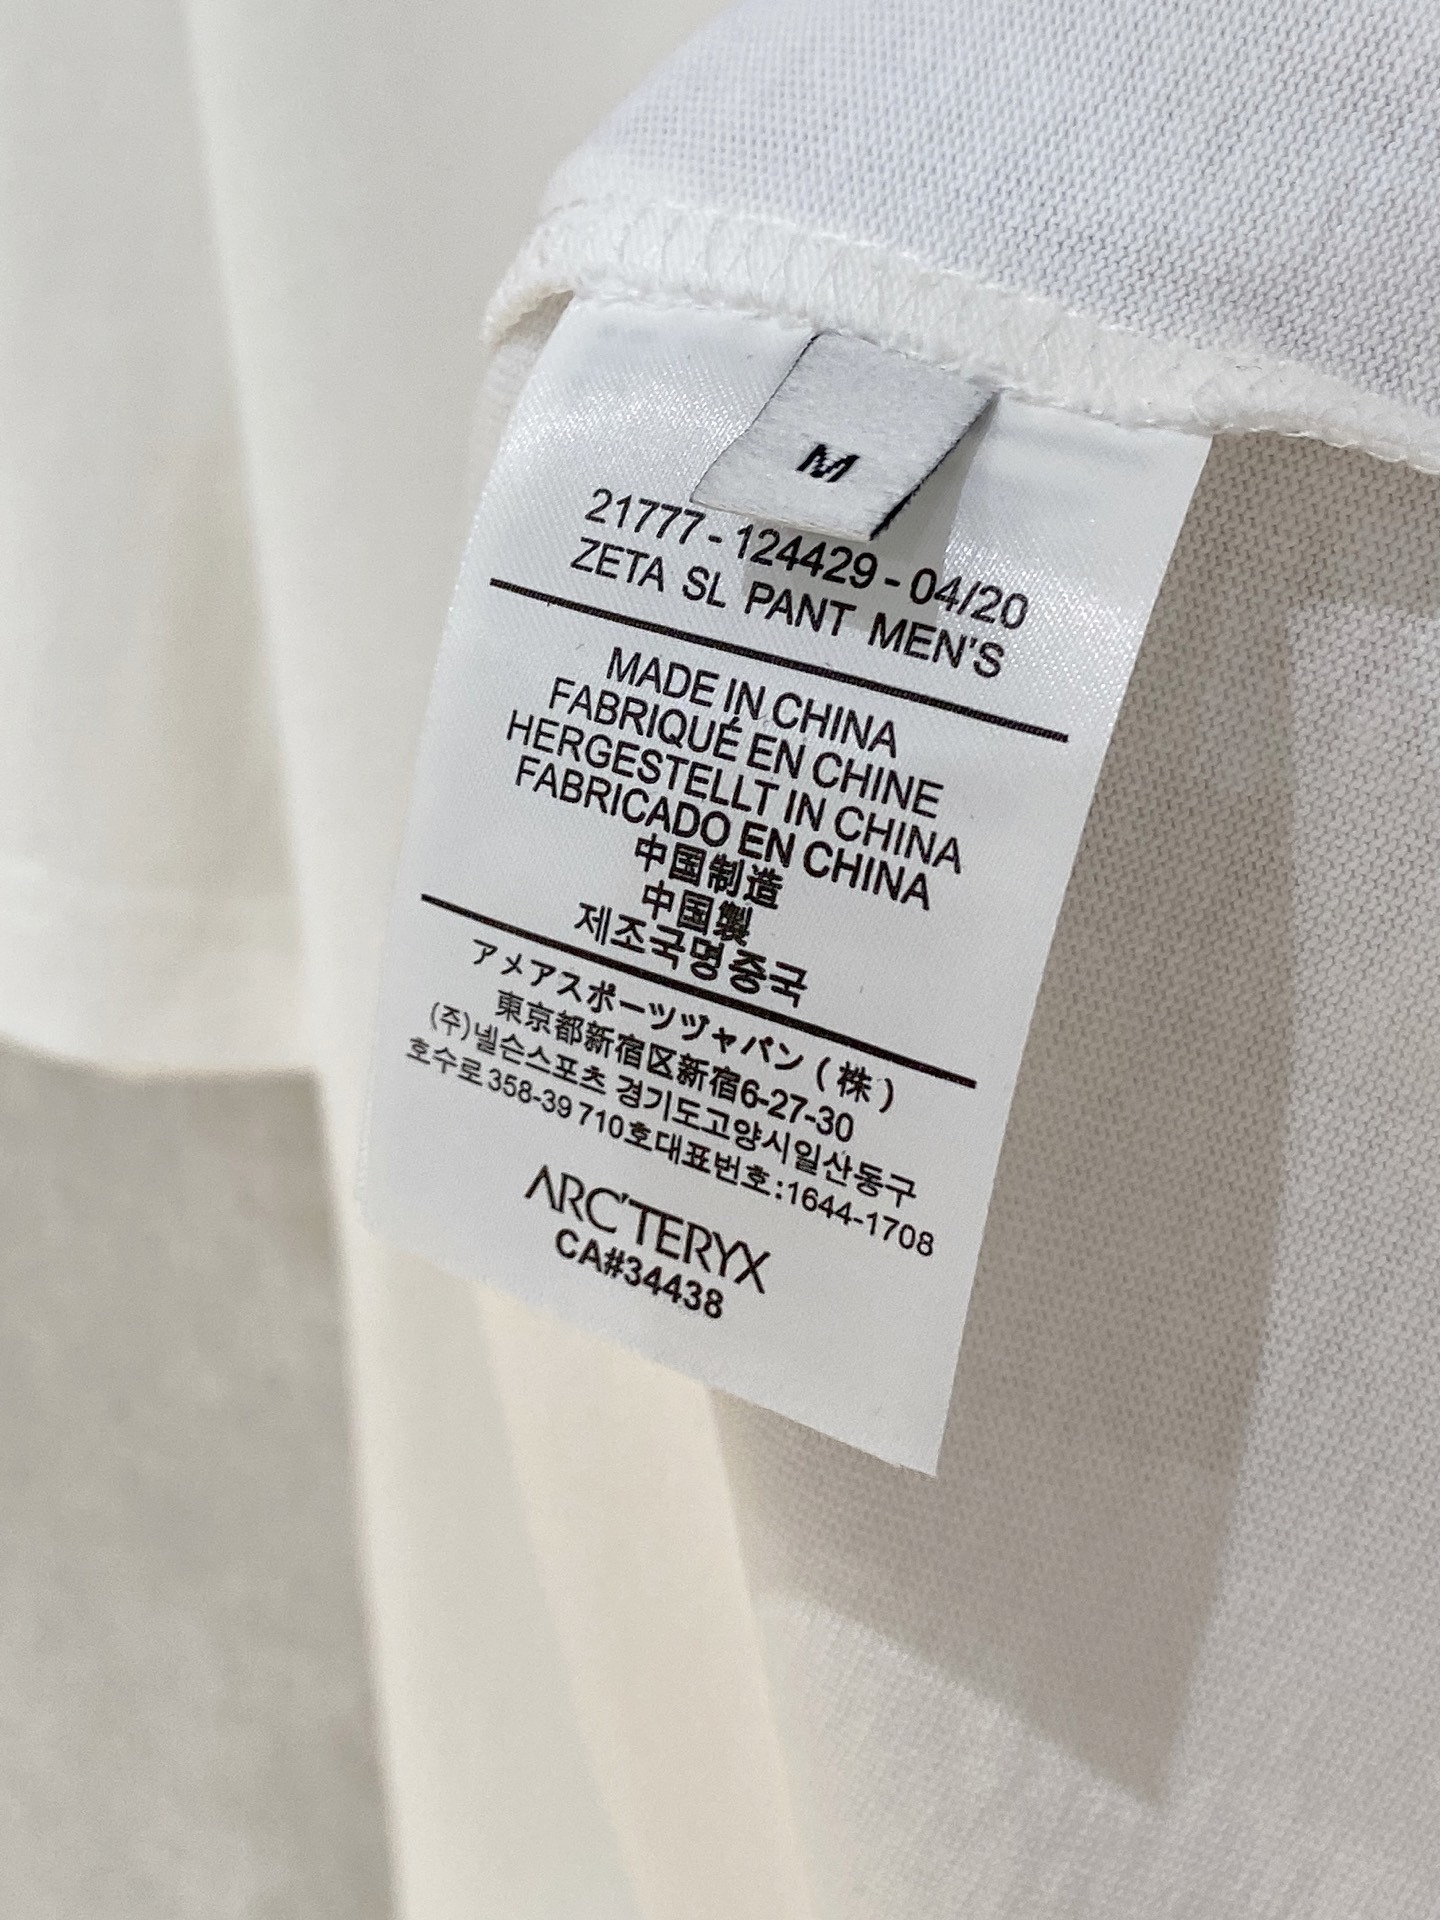 M
21777-124429-04/20
ZETA SL PANT MEN'S
MADE IN CHINA
FABRIQUÉ EN CHINE
HERGESTELLT IN CHINA
FABRICADO EN CHINA
中国制造
中国製
제조국명중국
アメアスポーツヅャパン(株)
東京都新宿区新宿6-27-30
(주)넬슨스포츠 경기도고양시일산동구
호수로358-39 710호대표번호:1644-1708
ARC'TERYX
CA#34438